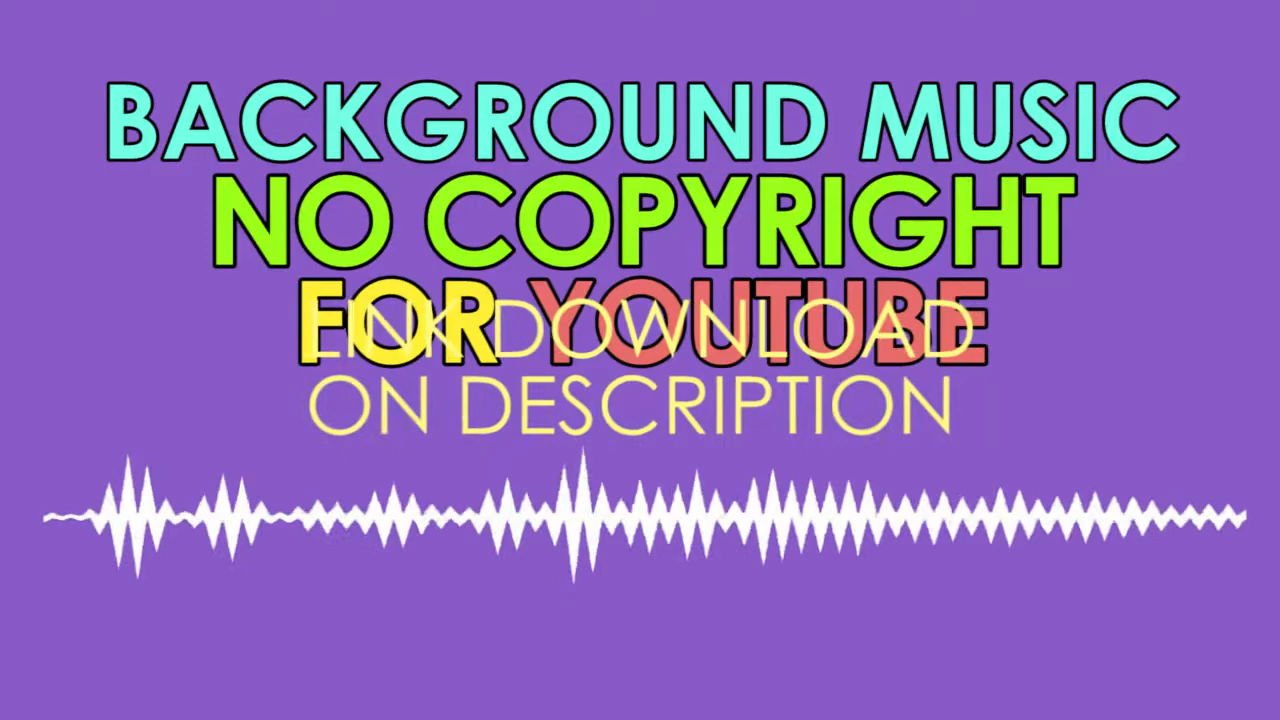 BACKGROUND MUSIC
NO COPYRIGHT
FOR YOUTUBE
LINK DOWNLOAD
ON DESCRIPTION